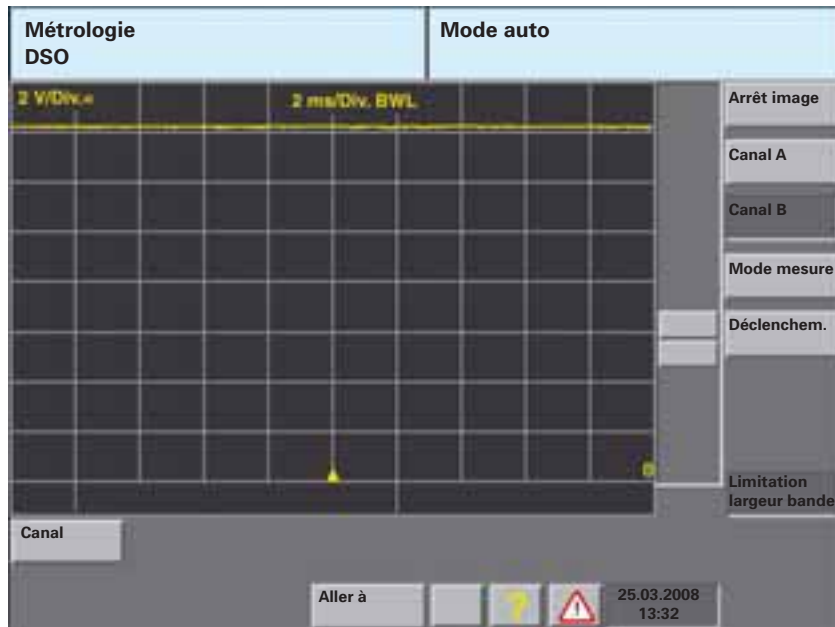 Métrologie
DSO
Mode auto
2 V/Div.=
2 ms/Div. BWL
Arrêt image
Canal A
Canal B
Mode mesure
Déclenchem.
Limitation
largeur bande
Canal
Aller à
?
25.03.2008
13:32